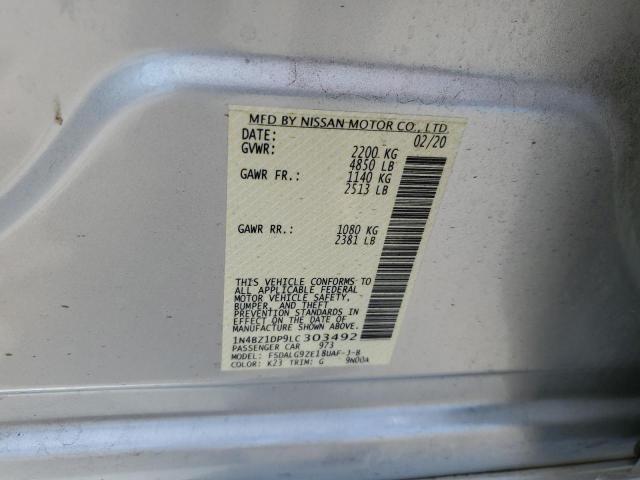 MFD BY NISSAN MOTOR CO., LTD.
DATE: 02/20
GVWR: 2200 KG
4850 LB
GAWR FR.: 1140 KG
2513 LB
GAWR RR.: 1080 KG
2381 LB
THIS VEHICLE CONFORMS TO
ALL APPLICABLE FEDERAL
MOTOR VEHICLE SAFETY,
BUMPER, AND THEFT
PREVENTION STANDARDS
IN EFFECT ON THE DATE OF
MANUFACTURE SHOWN ABOVE.
1N4BZ1DP9LC303492
PASSENGER CAR 973
MODEL: FSDALG9ZE18UAF-J-B
COLOR: K23 TRIM: G 9N00A